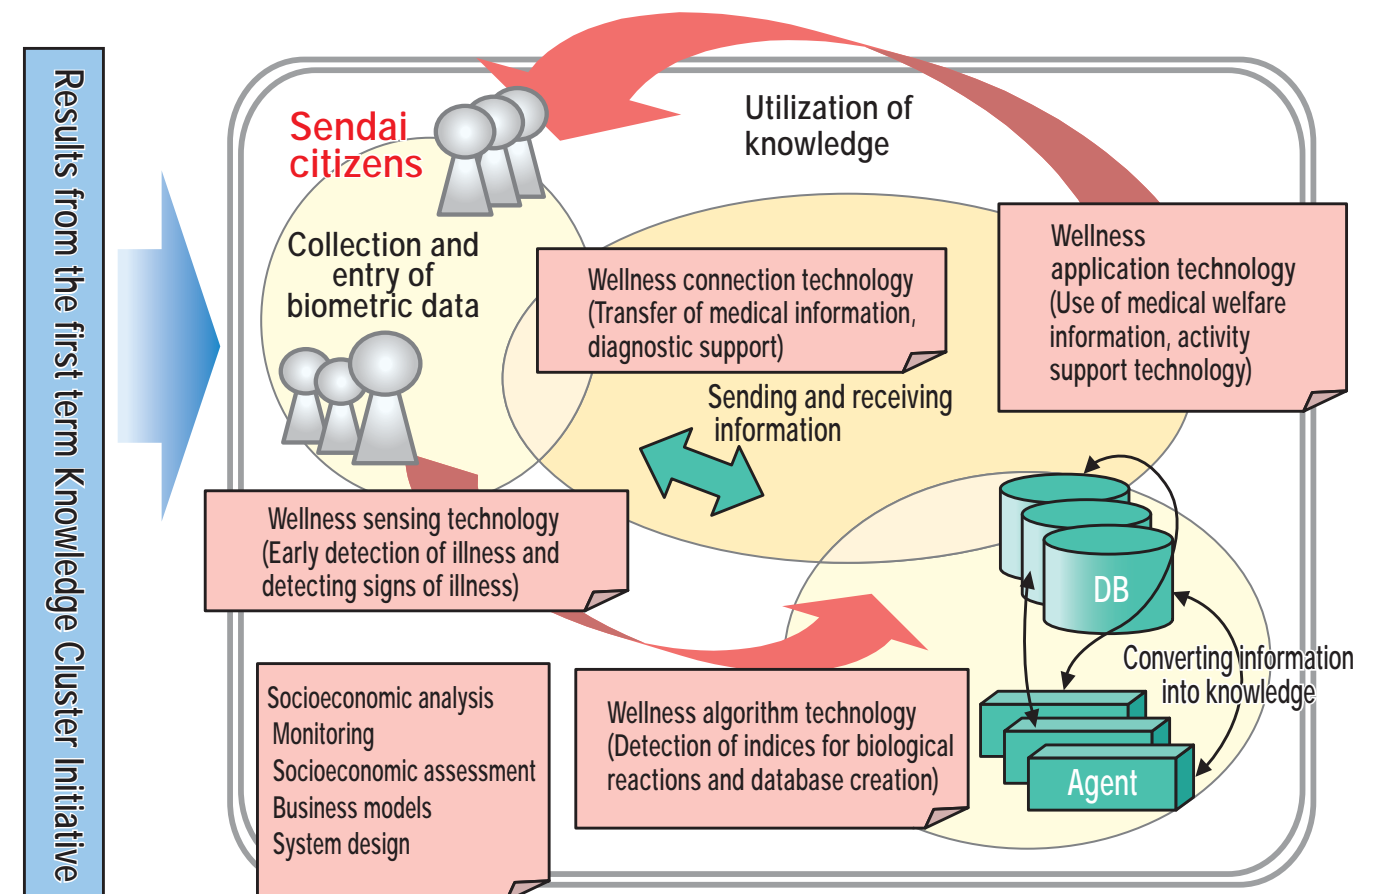 Results from the first term Knowledge Cluster Initiative
Sendai
citizens
Utilization of
knowledge
Collection and
entry of
biometric data
Wellness connection technology
(Transfer of medical information,
diagnostic support)
Wellness
application technology
(Use of medical welfare
information, activity
support technology)
Sending and receiving
information
Wellness sensing technology
(Early detection of illness and
detecting signs of illness)
DB
Converting information
into knowledge
Socioeconomic analysis
Monitoring
Socioeconomic assessment
Business models
System design
Wellness algorithm technology
(Detection of indices for biological
reactions and database creation)
Agent